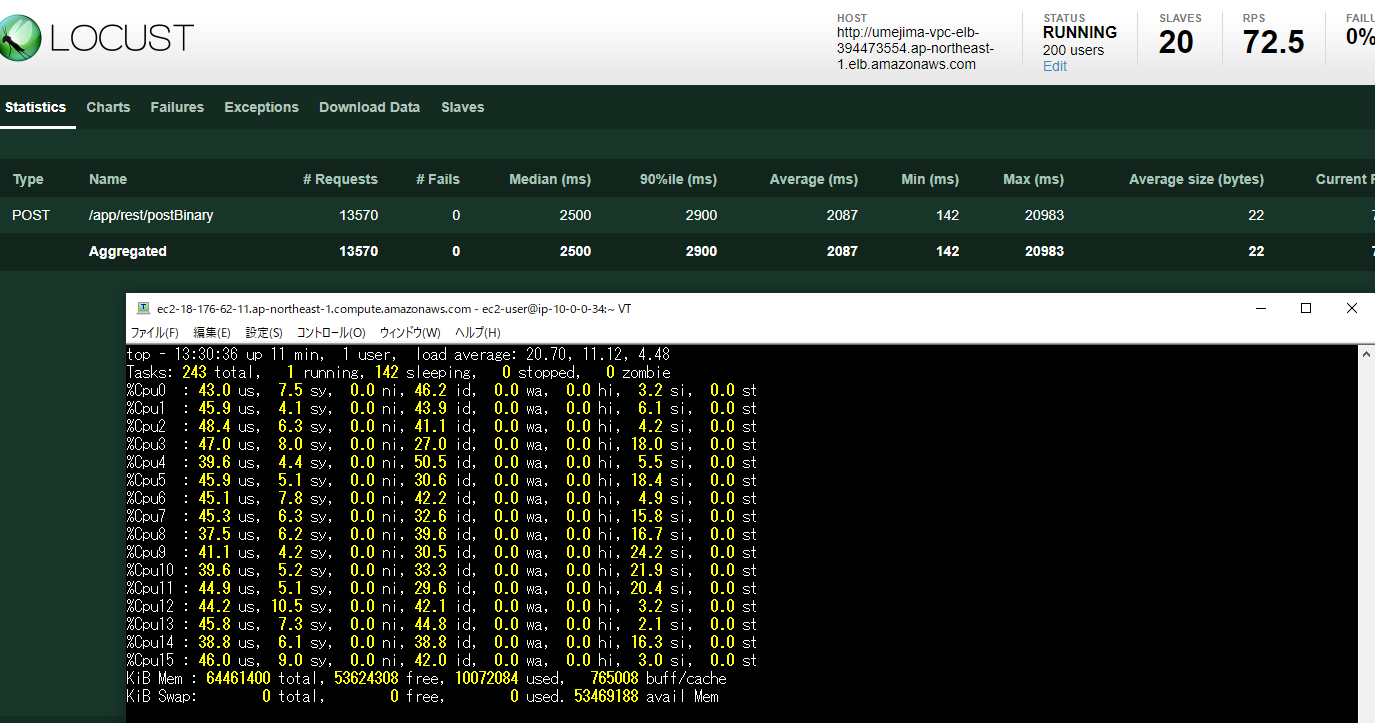 LOCUST
HOST
http://umejima-vpc-elb-
394473554.ap-northeast-
1.elb.amazonaws.com
STATUS
RUNNING
200 users
Edit
SLAVES
20
RPS
72.5
0%
Statistics Charts Failures Exceptions Download Data Slaves
Type Name # Requests # Fails Median (ms) 90%ile (ms) Average (ms) Min (ms) Max (ms) Average size (bytes) Current
POST /app/rest/postBinary 13570 0 2500 2900 2087 142 20983 22
Aggregated 13570 0 2500 2900 2087 142 20983 22
ec2-18-176-62-11.ap-northeast-1.compute.amazonaws.com - ec2-user@ip-10-0-0-34:~ VT
ファイル(F) 編集(E) 設定(S) コントロール(O) ウィンドウ(W) ヘルプ(H)
top - 13:30:36 up 11 min, 1 user, load average: 20.70, 11.12, 4.48
Tasks: 243 total, 1 running, 142 sleeping, 0 stopped, 0 zombie
%Cpu0 : 43.0 us, 7.5 sy, 0.0 ni, 46.2 id, 0.0 wa, 0.0 hi, 3.2 si, 0.0 st
%Cpu1 : 45.9 us, 4.1 sy, 0.0 ni, 43.9 id, 0.0 wa, 0.0 hi, 6.1 si, 0.0 st
%Cpu2 : 48.4 us, 6.3 sy, 0.0 ni, 41.1 id, 0.0 wa, 0.0 hi, 4.2 si, 0.0 st
%Cpu3 : 47.0 us, 8.0 sy, 0.0 ni, 27.0 id, 0.0 wa, 0.0 hi, 18.0 si, 0.0 st
%Cpu4 : 39.6 us, 4.4 sy, 0.0 ni, 50.5 id, 0.0 wa, 0.0 hi, 5.5 si, 0.0 st
%Cpu5 : 45.9 us, 5.1 sy, 0.0 ni, 30.6 id, 0.0 wa, 0.0 hi, 18.4 si, 0.0 st
%Cpu6 : 45.1 us, 7.8 sy, 0.0 ni, 42.2 id, 0.0 wa, 0.0 hi, 4.9 si, 0.0 st
%Cpu7 : 45.3 us, 6.3 sy, 0.0 ni, 32.6 id, 0.0 wa, 0.0 hi, 15.8 si, 0.0 st
%Cpu8 : 37.5 us, 6.2 sy, 0.0 ni, 39.6 id, 0.0 wa, 0.0 hi, 16.7 si, 0.0 st
%Cpu9 : 41.1 us, 4.2 sy, 0.0 ni, 30.5 id, 0.0 wa, 0.0 hi, 24.2 si, 0.0 st
%Cpu10 : 39.6 us, 5.2 sy, 0.0 ni, 33.3 id, 0.0 wa, 0.0 hi, 21.9 si, 0.0 st
%Cpu11 : 44.9 us, 5.1 sy, 0.0 ni, 29.6 id, 0.0 wa, 0.0 hi, 20.4 si, 0.0 st
%Cpu12 : 44.2 us, 10.5 sy, 0.0 ni, 42.1 id, 0.0 wa, 0.0 hi, 3.2 si, 0.0 st
%Cpu13 : 45.8 us, 7.3 sy, 0.0 ni, 44.8 id, 0.0 wa, 0.0 hi, 2.1 si, 0.0 st
%Cpu14 : 38.8 us, 6.1 sy, 0.0 ni, 38.8 id, 0.0 wa, 0.0 hi, 16.3 si, 0.0 st
%Cpu15 : 46.0 us, 9.0 sy, 0.0 ni, 42.0 id, 0.0 wa, 0.0 hi, 3.0 si, 0.0 st
KiB Mem : 64461400 total, 53624308 free, 10072084 used, 765008 buff/cache
KiB Swap: 0 total, 0 free, 0 used. 53469188 avail Mem